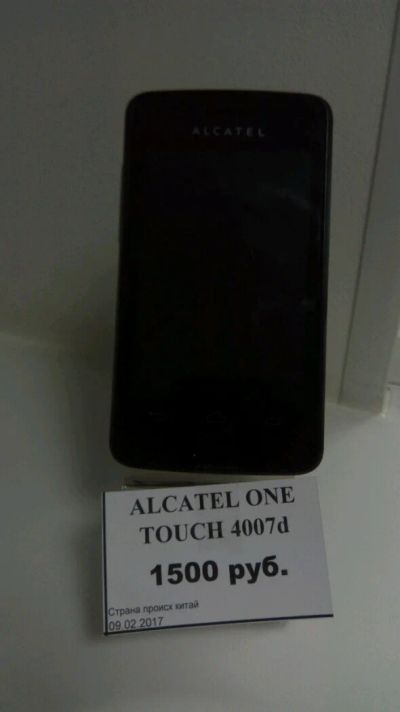 ALCATEL
ALCATEL ONE
TOUCH 4007d
1500 руб.
Страна происх китай
09.02.2017